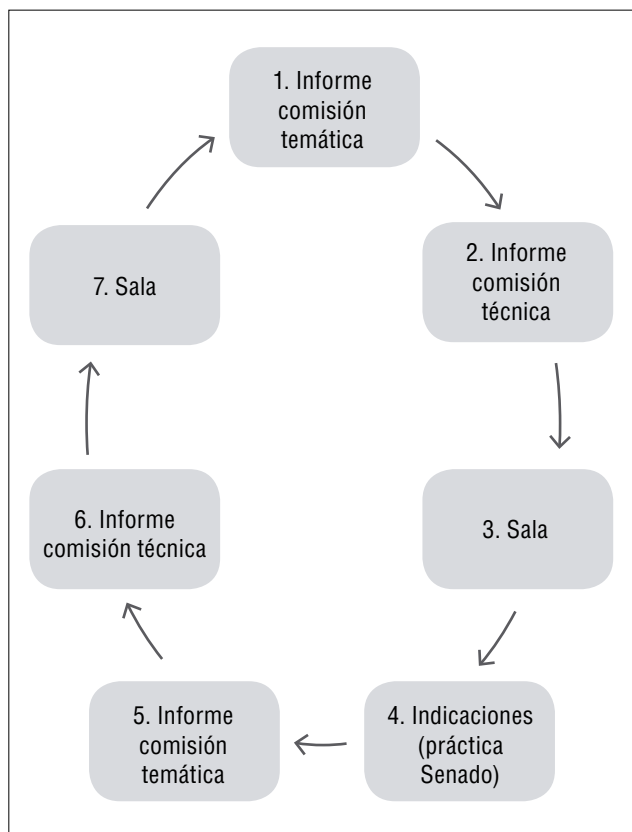 1. Informe
comisión
temática
2. Informe
comisión
técnica
3. Sala
4. Indicaciones
(práctica
Senado)
5. Informe
comisión
temática
6. Informe
comisión técnica
7. Sala